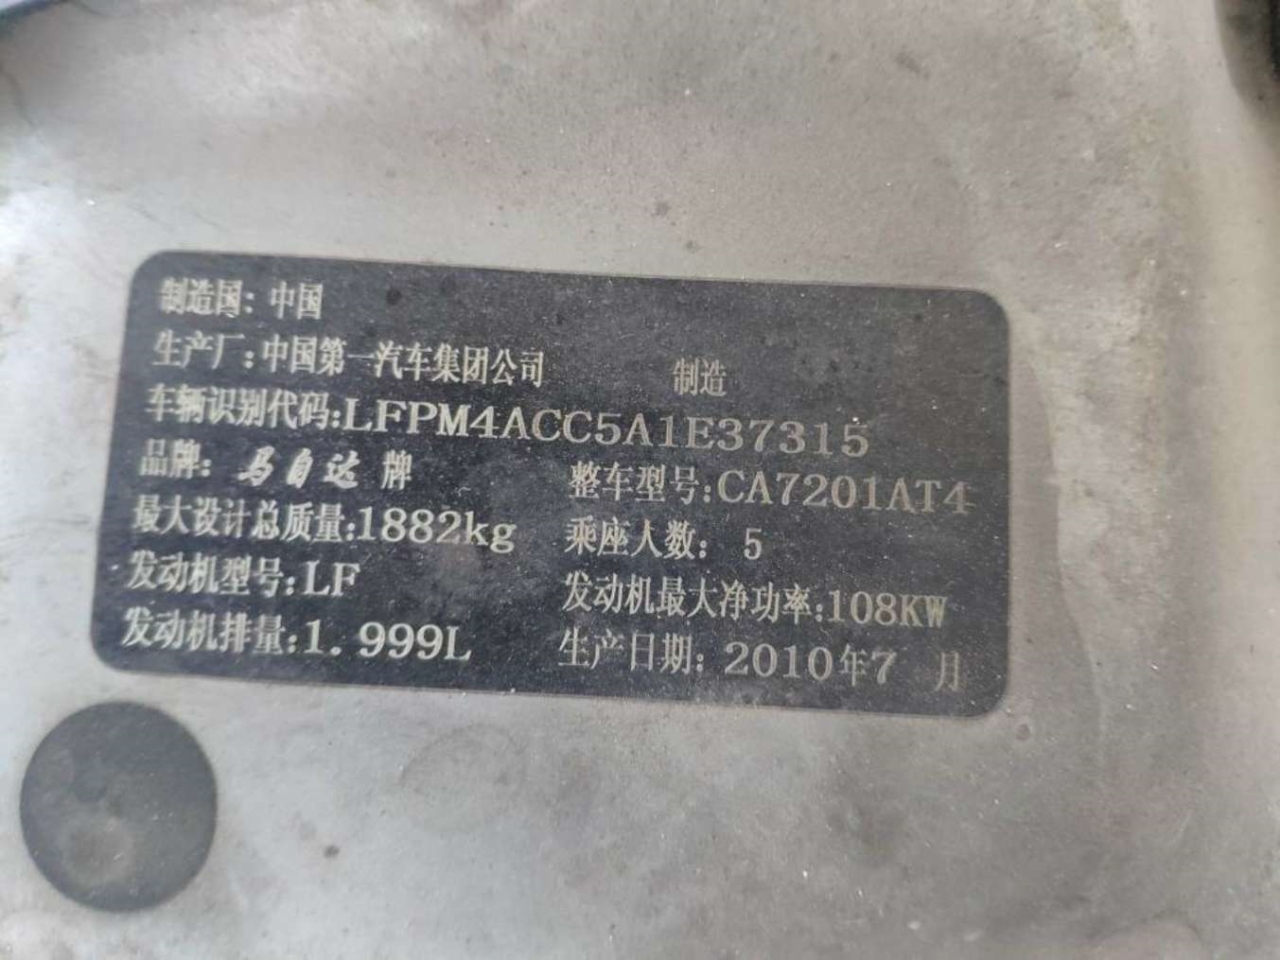 制造国：中国
生产厂：中国第一汽车集团公司 制造
车辆识别代码:LFPM4ACC5A1E37315
品牌：马自达牌 整车型号:CA7201AT4
最大设计总质量:1882kg 乘座人数：5
发动机型号:LF 发动机最大净功率:108KW
发动机排量:1.999L 生产日期：2010年7 月